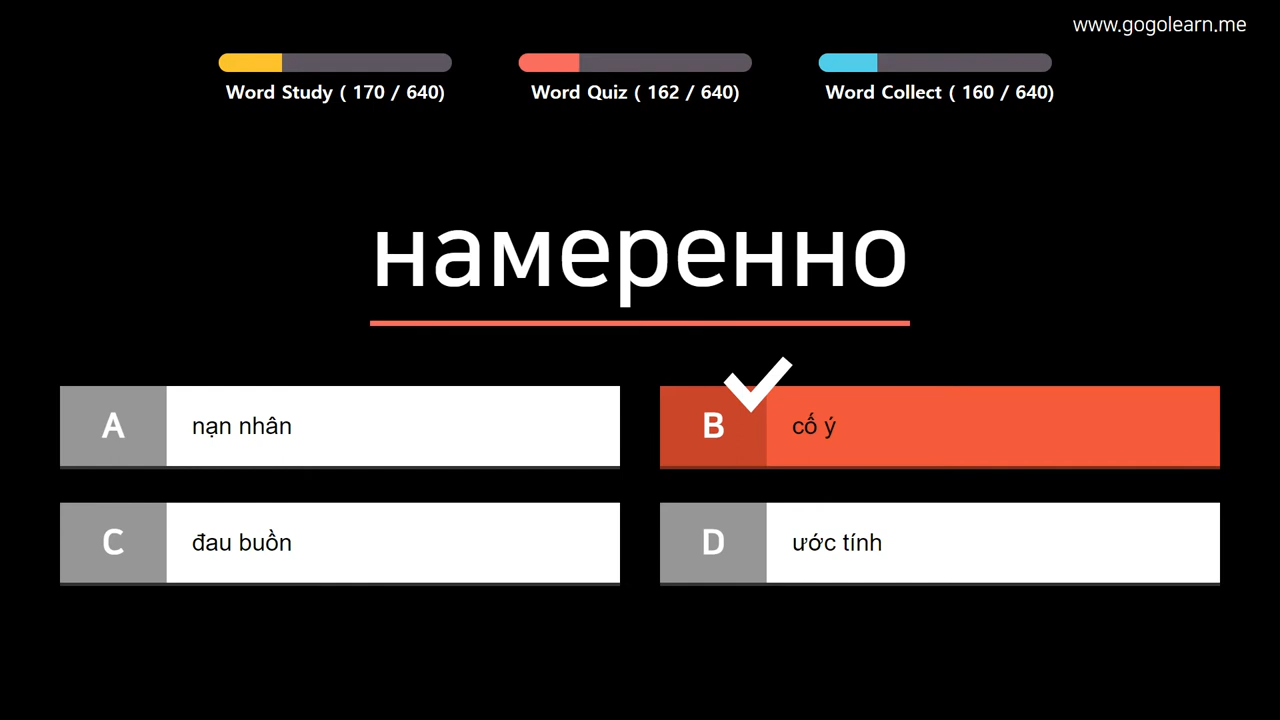 www.gogolearn.me
Word Study ( 170 / 640)
Word Quiz ( 162 / 640)
Word Collect ( 160 / 640)
намеренно
A nạn nhân
B cố ý
C đau buồn
D ước tính